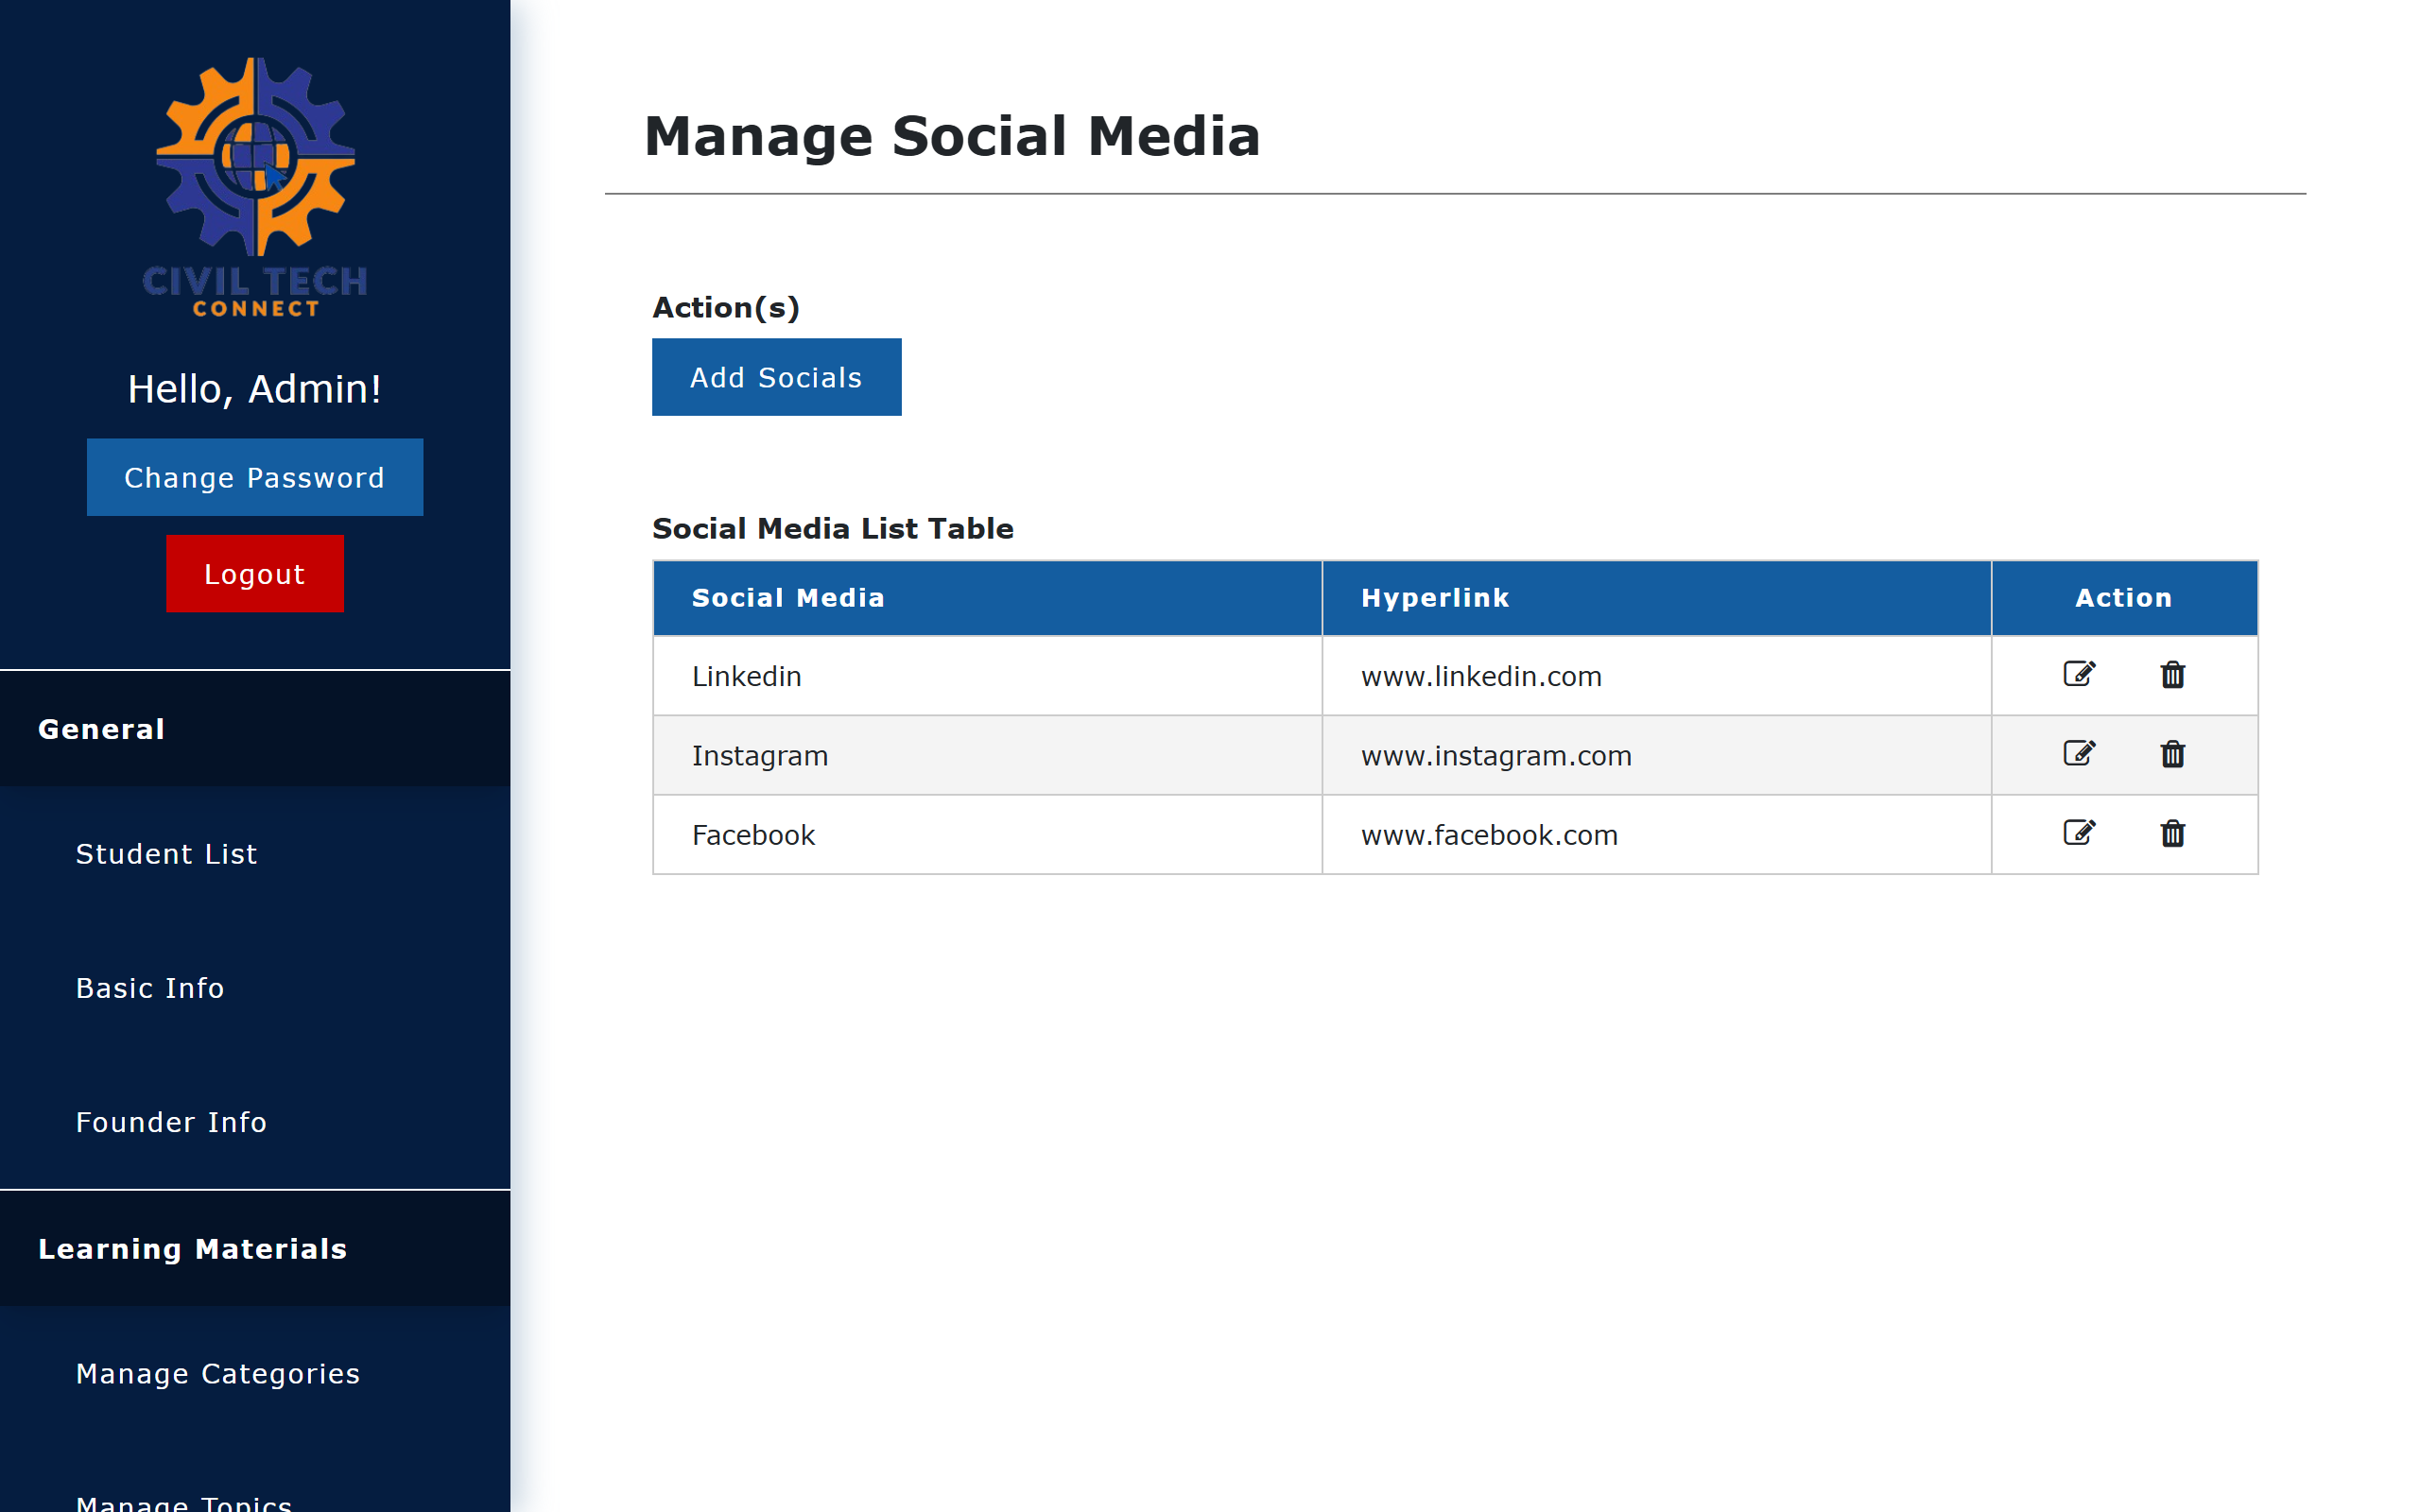 CIVIL TECH
CONNECT
Hello, Admin!
Change Password
Logout
General
Student List
Basic Info
Founder Info
Learning Materials
Manage Categories
Manage Topics
Manage Social Media
Action(s)
Add Socials
Social Media List Table
Social Media Hyperlink Action
Linkedin www.linkedin.com
Instagram www.instagram.com
Facebook www.facebook.com